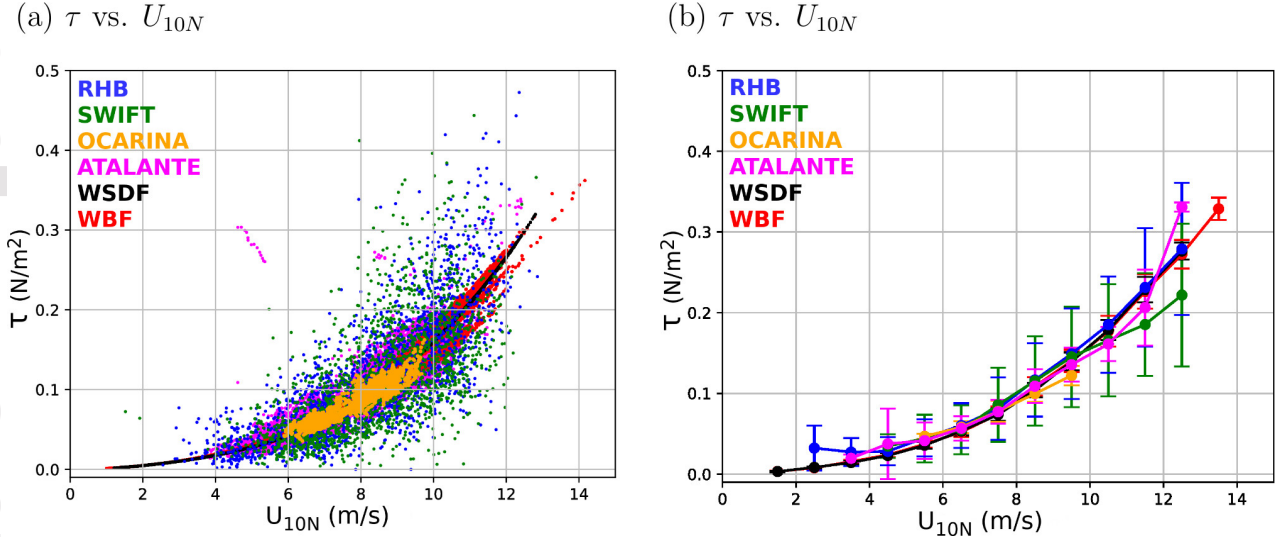 (a) τ vs. U10N
(b) τ vs. U10N
0.5
0.4
0.3
0.2
0.1
0.0
τ (N/m²)
RHB
SWIFT
OCARINA
ATALANTE
WSDF
WBF
0 2 4 6 8 10 12 14
U10N (m/s)
0.5
0.4
0.3
0.2
0.1
0.0
τ (N/m²)
RHB
SWIFT
OCARINA
ATALANTE
WSDF
WBF
0 2 4 6 8 10 12 14
U10N (m/s)